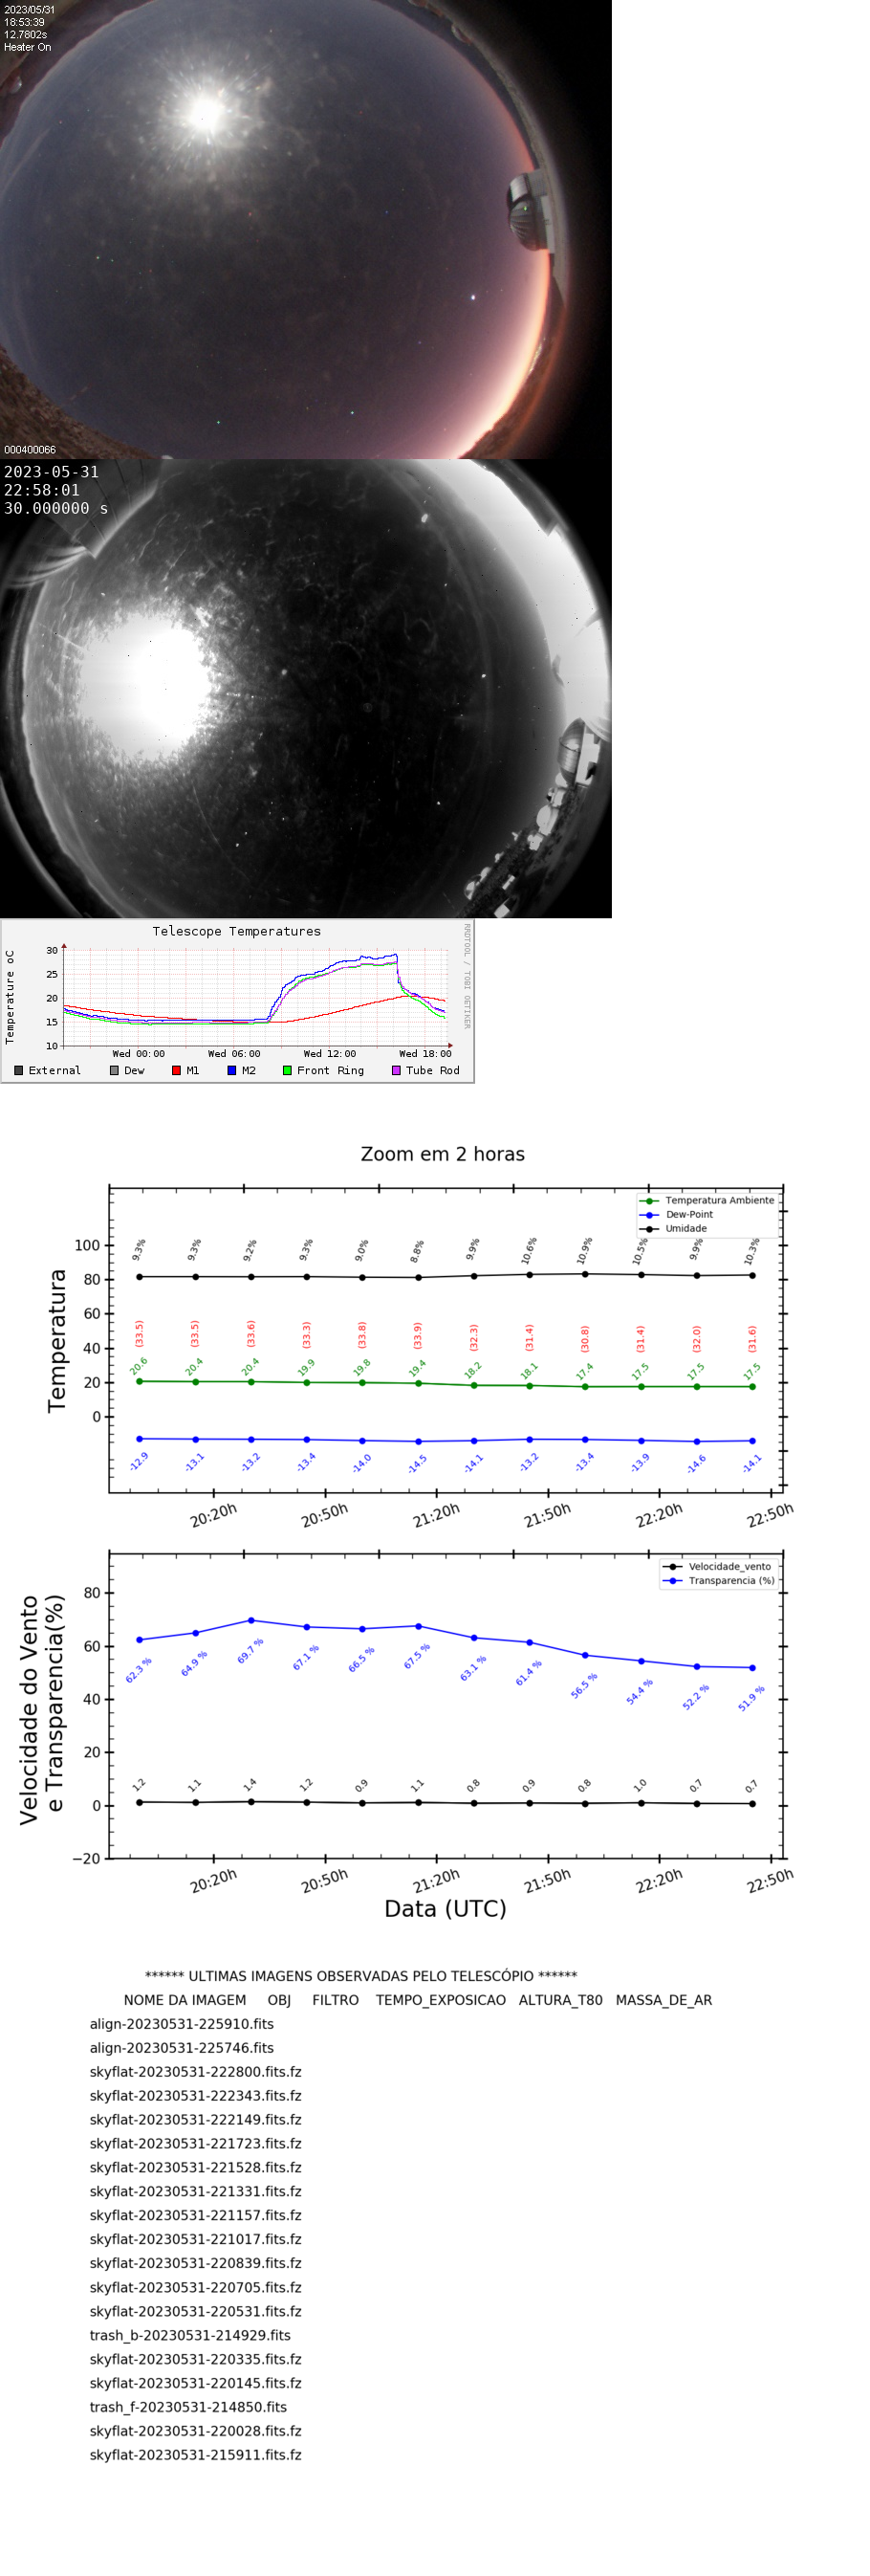 2023/05/31
18:53:39
12.7802s
Heater On
000400066
2023-05-31
22:58:01
30.000000 s
Telescope Temperatures
RRDTOOL / TOBI OETIKER
Temperature oC
30
25
20
15
10
Wed 00:00 Wed 06:00 Wed 12:00 Wed 18:00
External Dew M1 M2 Front Ring Tube Rod
Zoom em 2 horas
Temperatura Ambiente
Dew-Point
Umidade
Temperatura
100
80
60
40
20
0
9.3% 9.3% 9.2% 9.3% 9.0% 8.8% 9.9% 10.6% 10.9% 10.5% 9.9% 10.3%
(33.5) (33.5) (33.6) (33.3) (33.8) (33.9) (32.3) (31.4) (30.8) (31.4) (32.0) (31.6)
20.6 20.4 20.4 19.9 19.8 19.4 18.2 18.1 17.4 17.5 17.5 17.5
-12.9 -13.1 -13.2 -13.4 -14.0 -14.5 -14.1 -13.2 -13.4 -13.9 -14.6 -14.1
20:20h 20:50h 21:20h 21:50h 22:20h 22:50h
Velocidade_vento
Transparencia (%)
Velocidade do Vento
e Transparencia(%)
80
60
40
20
0
−20
62.3 % 64.9 % 69.7 % 67.1 % 66.5 % 67.5 % 63.1 % 61.4 % 56.5 % 54.4 % 52.2 % 51.9 %
1.2 1.1 1.4 1.2 0.9 1.1 0.8 0.9 0.8 1.0 0.7 0.7
20:20h 20:50h 21:20h 21:50h 22:20h 22:50h
Data (UTC)
****** ULTIMAS IMAGENS OBSERVADAS PELO TELESCÓPIO ******
NOME DA IMAGEM OBJ FILTRO TEMPO_EXPOSICAO ALTURA_T80 MASSA_DE_AR
align-20230531-225910.fits
align-20230531-225746.fits
skyflat-20230531-222800.fits.fz
skyflat-20230531-222343.fits.fz
skyflat-20230531-222149.fits.fz
skyflat-20230531-221723.fits.fz
skyflat-20230531-221528.fits.fz
skyflat-20230531-221331.fits.fz
skyflat-20230531-221157.fits.fz
skyflat-20230531-221017.fits.fz
skyflat-20230531-220839.fits.fz
skyflat-20230531-220705.fits.fz
skyflat-20230531-220531.fits.fz
trash_b-20230531-214929.fits
skyflat-20230531-220335.fits.fz
skyflat-20230531-220145.fits.fz
trash_f-20230531-214850.fits
skyflat-20230531-220028.fits.fz
skyflat-20230531-215911.fits.fz